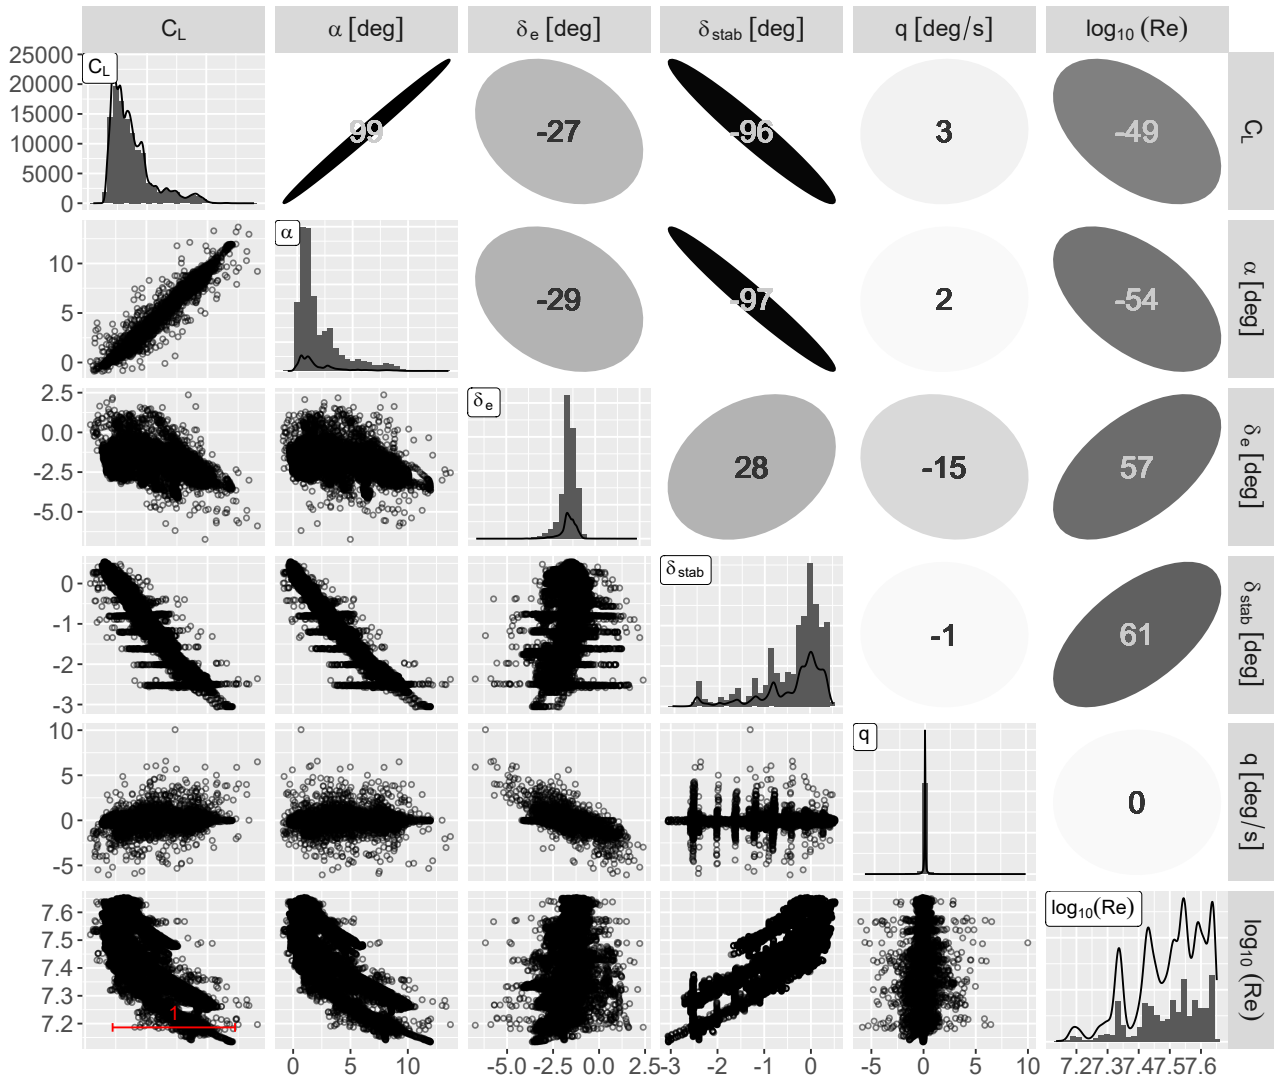 C_L α [deg] δ_e [deg] δ_stab [deg] q [deg/s] log₁₀ (Re)
25000
20000
15000
10000
5000
0
C_L
99 -27 -96 3 -49
C_L
10
5
0
α
-29 -97 2 -54
α [deg]
2.5
0.0
-2.5
-5.0
δ_e
28 -15 57
δ_e [deg]
0
-1
-2
-3
δ_stab
-1 61
δ_stab [deg]
10
5
0
-5
q
0
q [deg/s]
7.6
7.5
7.4
7.3
7.2
1
log₁₀(Re)
log₁₀ (Re)
0 5 10 -5.0 -2.5 0.0 2.5 -3 -2 -1 0 -5 0 5 10 7.2 7.3 7.4 7.5 7.6